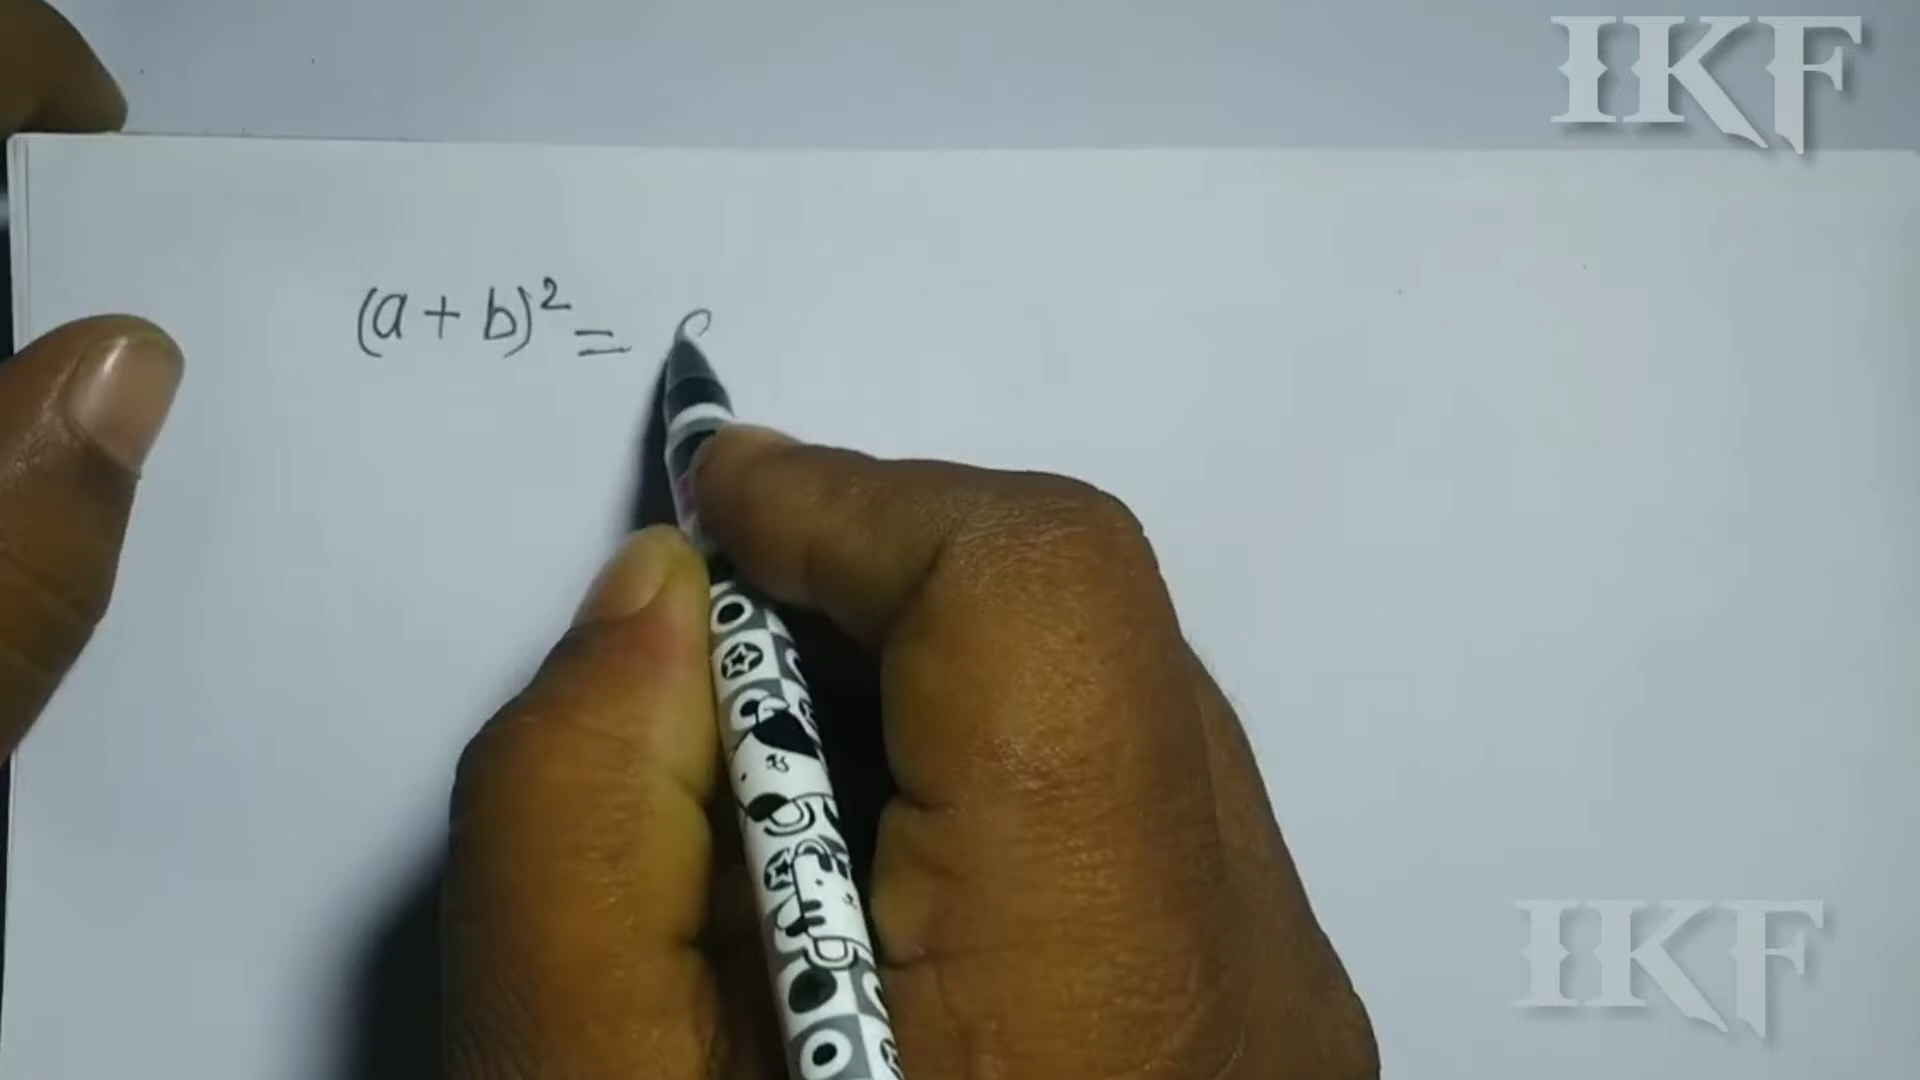 IKF
(a + b)² =
IKF